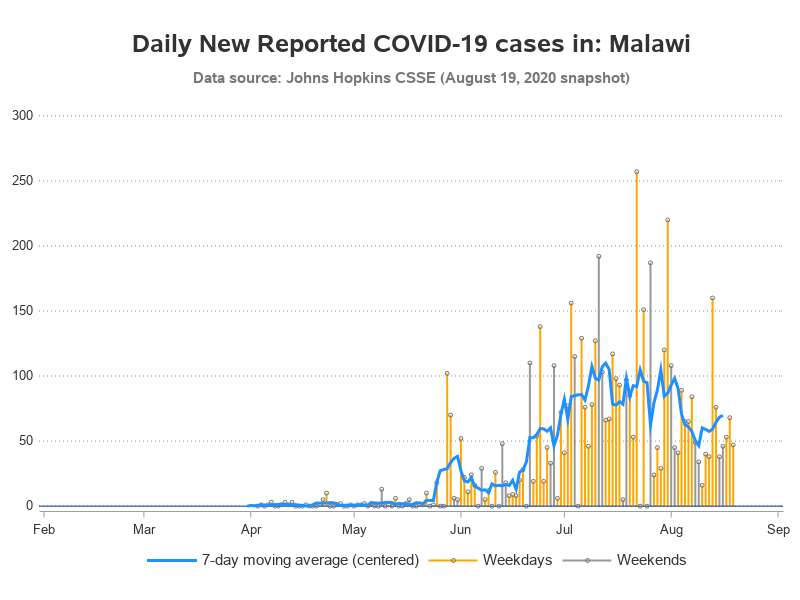 Daily New Reported COVID-19 cases in: Malawi
Data source: Johns Hopkins CSSE (August 19, 2020 snapshot)
300
250
200
150
100
50
0
Feb Mar Apr May Jun Jul Aug Sep
7-day moving average (centered) Weekdays Weekends